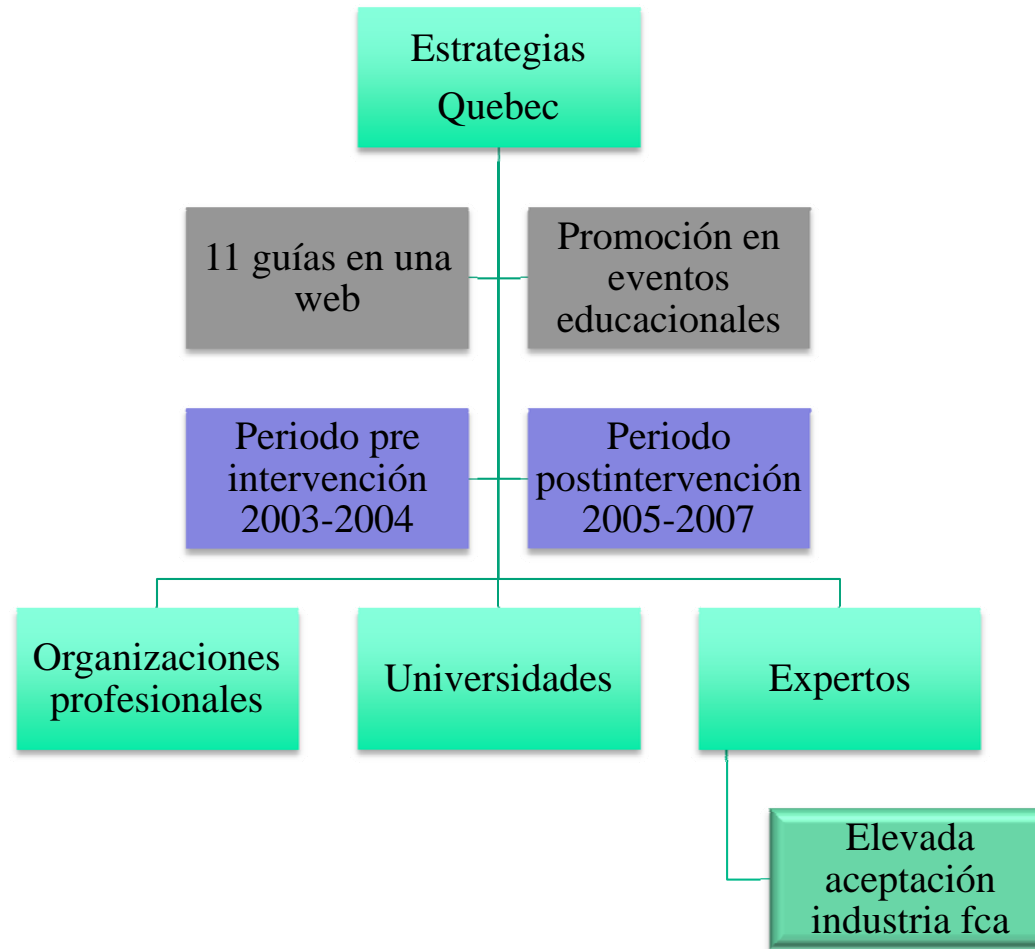 Estrategias
Quebec
11 guías en una
web
Promoción en
eventos
educacionales
Periodo pre
intervención
2003-2004
Periodo
postintervención
2005-2007
Organizaciones
profesionales
Universidades
Expertos
Elevada
aceptación
industria fca